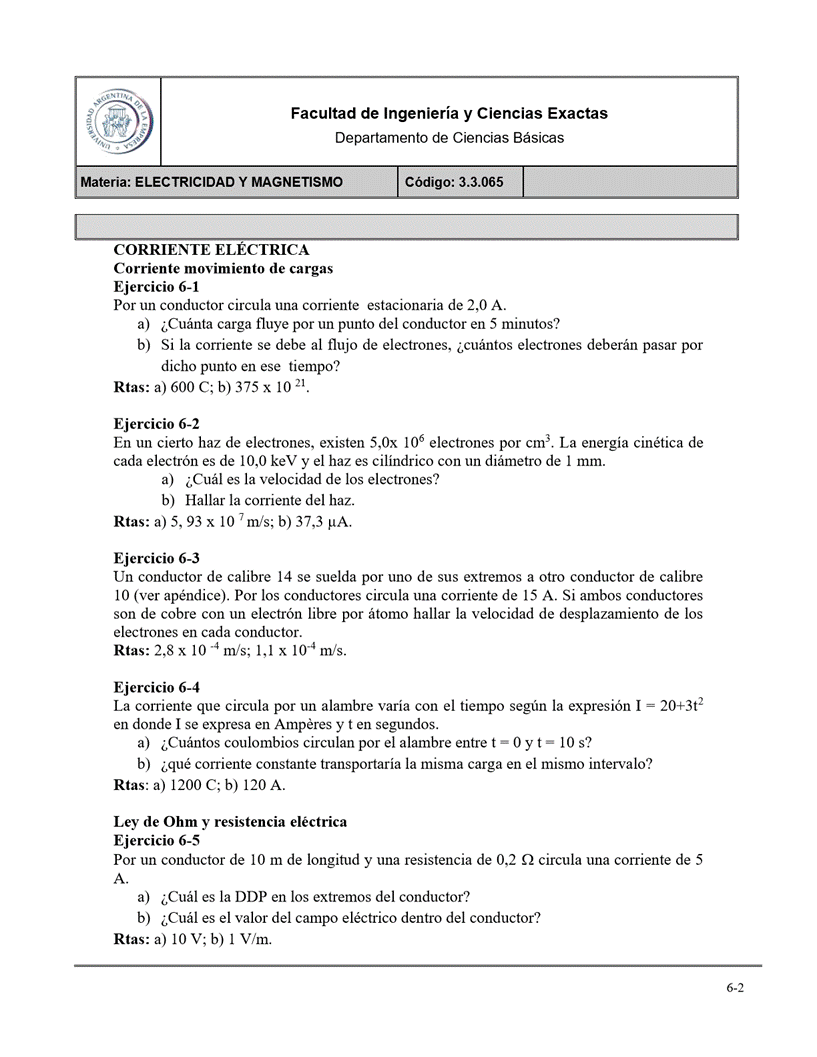 UNIVERSIDAD ARGENTINA DE LA EMPRESA
Facultad de Ingeniería y Ciencias Exactas
Departamento de Ciencias Básicas
Materia: ELECTRICIDAD Y MAGNETISMO Código: 3.3.065
CORRIENTE ELÉCTRICA
Corriente movimiento de cargas
Ejercicio 6-1
Por un conductor circula una corriente estacionaria de 2,0 A.
a) ¿Cuánta carga fluye por un punto del conductor en 5 minutos?
b) Si la corriente se debe al flujo de electrones, ¿cuántos electrones deberán pasar por
dicho punto en ese tiempo?
Rtas: a) 600 C; b) 375 x 10 ²¹.
Ejercicio 6-2
En un cierto haz de electrones, existen 5,0x 10⁶ electrones por cm³. La energía cinética de
cada electrón es de 10,0 keV y el haz es cilíndrico con un diámetro de 1 mm.
a) ¿Cuál es la velocidad de los electrones?
b) Hallar la corriente del haz.
Rtas: a) 5, 93 x 10 ⁷ m/s; b) 37,3 µA.
Ejercicio 6-3
Un conductor de calibre 14 se suelda por uno de sus extremos a otro conductor de calibre
10 (ver apéndice). Por los conductores circula una corriente de 15 A. Si ambos conductores
son de cobre con un electrón libre por átomo hallar la velocidad de desplazamiento de los
electrones en cada conductor.
Rtas: 2,8 x 10 ⁻⁴ m/s; 1,1 x 10⁻⁴ m/s.
Ejercicio 6-4
La corriente que circula por un alambre varía con el tiempo según la expresión I = 20+3t²
en donde I se expresa en Ampères y t en segundos.
a) ¿Cuántos coulombios circulan por el alambre entre t = 0 y t = 10 s?
b) ¿qué corriente constante transportaría la misma carga en el mismo intervalo?
Rtas: a) 1200 C; b) 120 A.
Ley de Ohm y resistencia eléctrica
Ejercicio 6-5
Por un conductor de 10 m de longitud y una resistencia de 0,2 Ω circula una corriente de 5
A.
a) ¿Cuál es la DDP en los extremos del conductor?
b) ¿Cuál es el valor del campo eléctrico dentro del conductor?
Rtas: a) 10 V; b) 1 V/m.
6-2